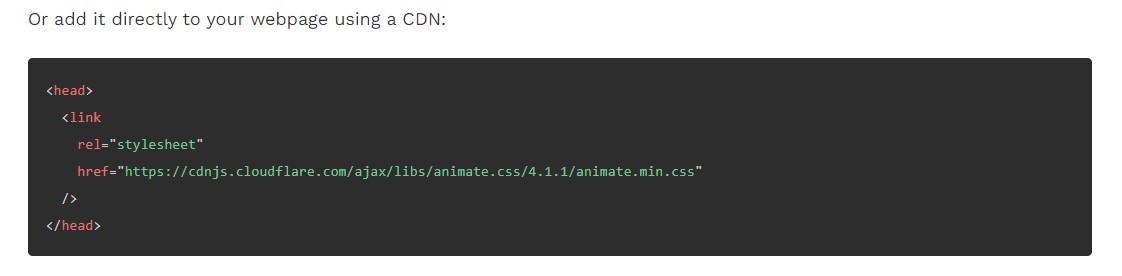 Or add it directly to your webpage using a CDN:
<head>
  <link
    rel="stylesheet"
    href="https://cdnjs.cloudflare.com/ajax/libs/animate.css/4.1.1/animate.min.css"
  />
</head>